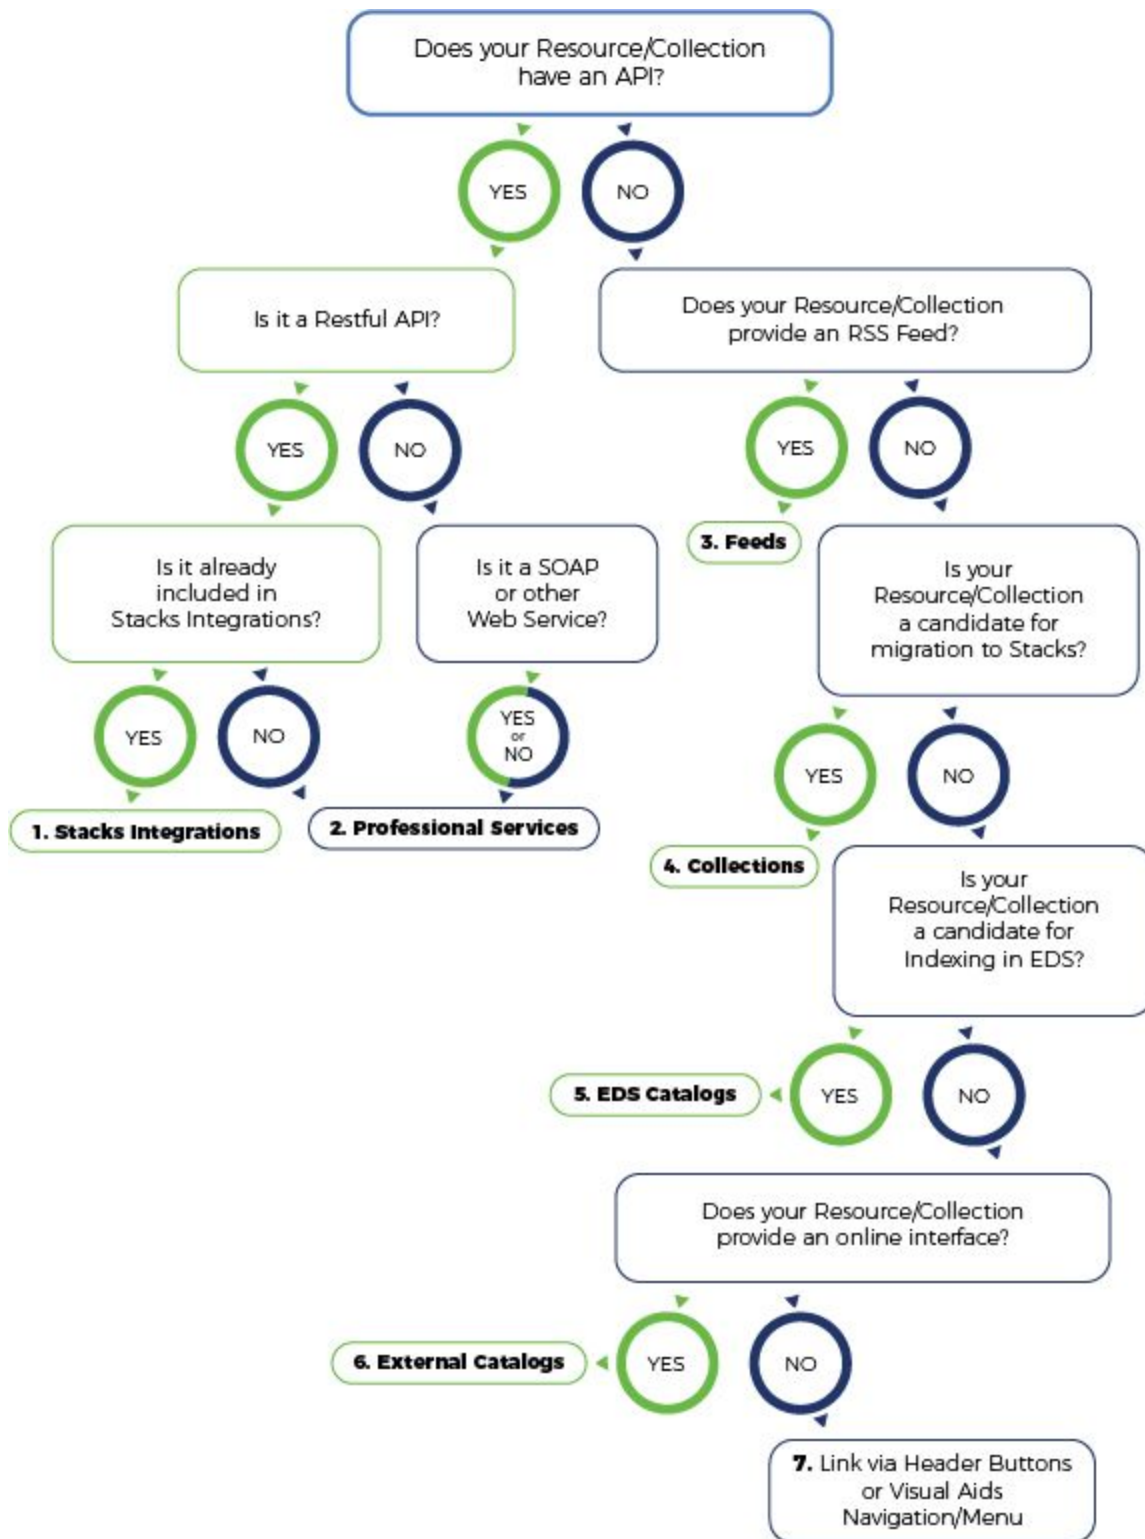 Does your Resource/Collection
have an API?
YES
NO
Is it a Restful API?
Does your Resource/Collection
provide an RSS Feed?
YES
NO
YES
NO
Is it already
included in
Stacks Integrations?
Is it a SOAP
or other
Web Service?
3. Feeds
Is your
Resource/Collection
a candidate for
migration to Stacks?
YES
NO
YES
or
NO
YES
NO
1. Stacks Integrations
2. Professional Services
4. Collections
Is your
Resource/Collection
a candidate for
Indexing in EDS?
5. EDS Catalogs
YES
NO
Does your Resource/Collection
provide an online interface?
6. External Catalogs
YES
NO
7. Link via Header Buttons
or Visual Aids
Navigation/Menu